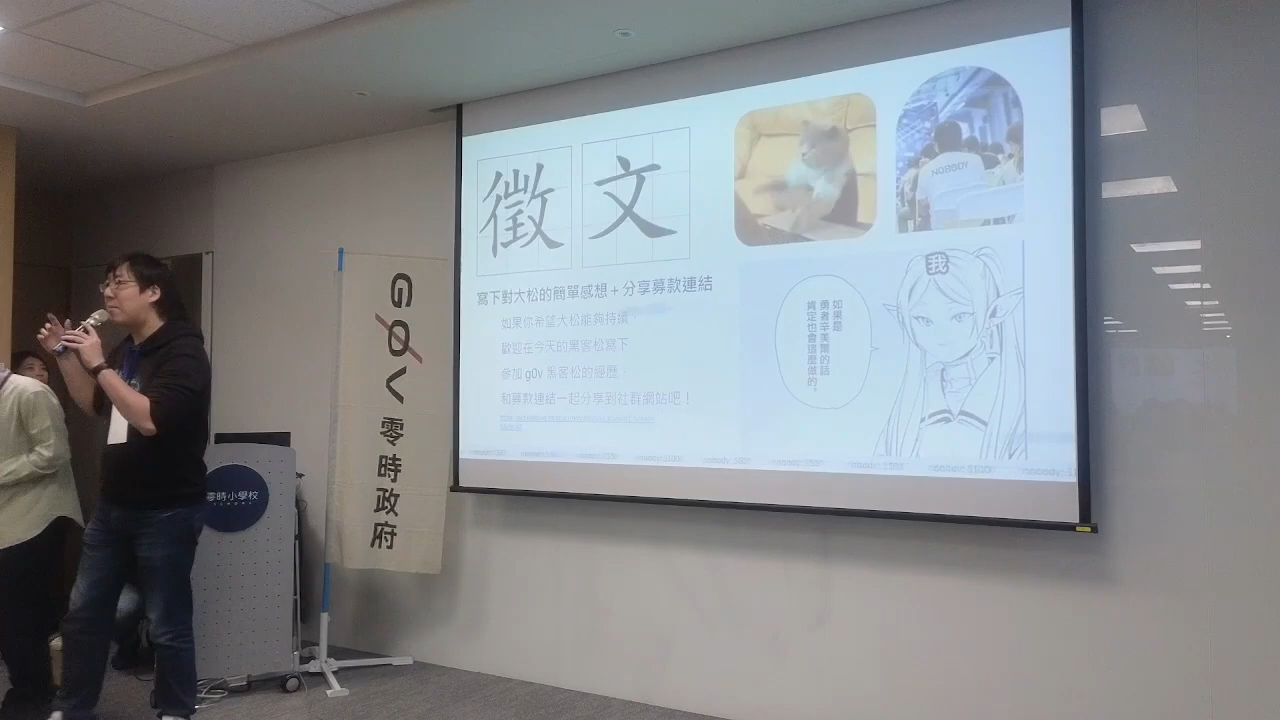 徵文
寫下對大松的簡單感想+分享募款連結
如果你希望大松能夠持續，
歡迎在今天的黑客松寫下
參加 g0v 黑客松的經歷，
和募款連結一起分享到社群網站吧！
NOBODY
我
如果是
勇者辛美爾的話
肯定也會這麼做的。
G0V 零時政府
零時小學校